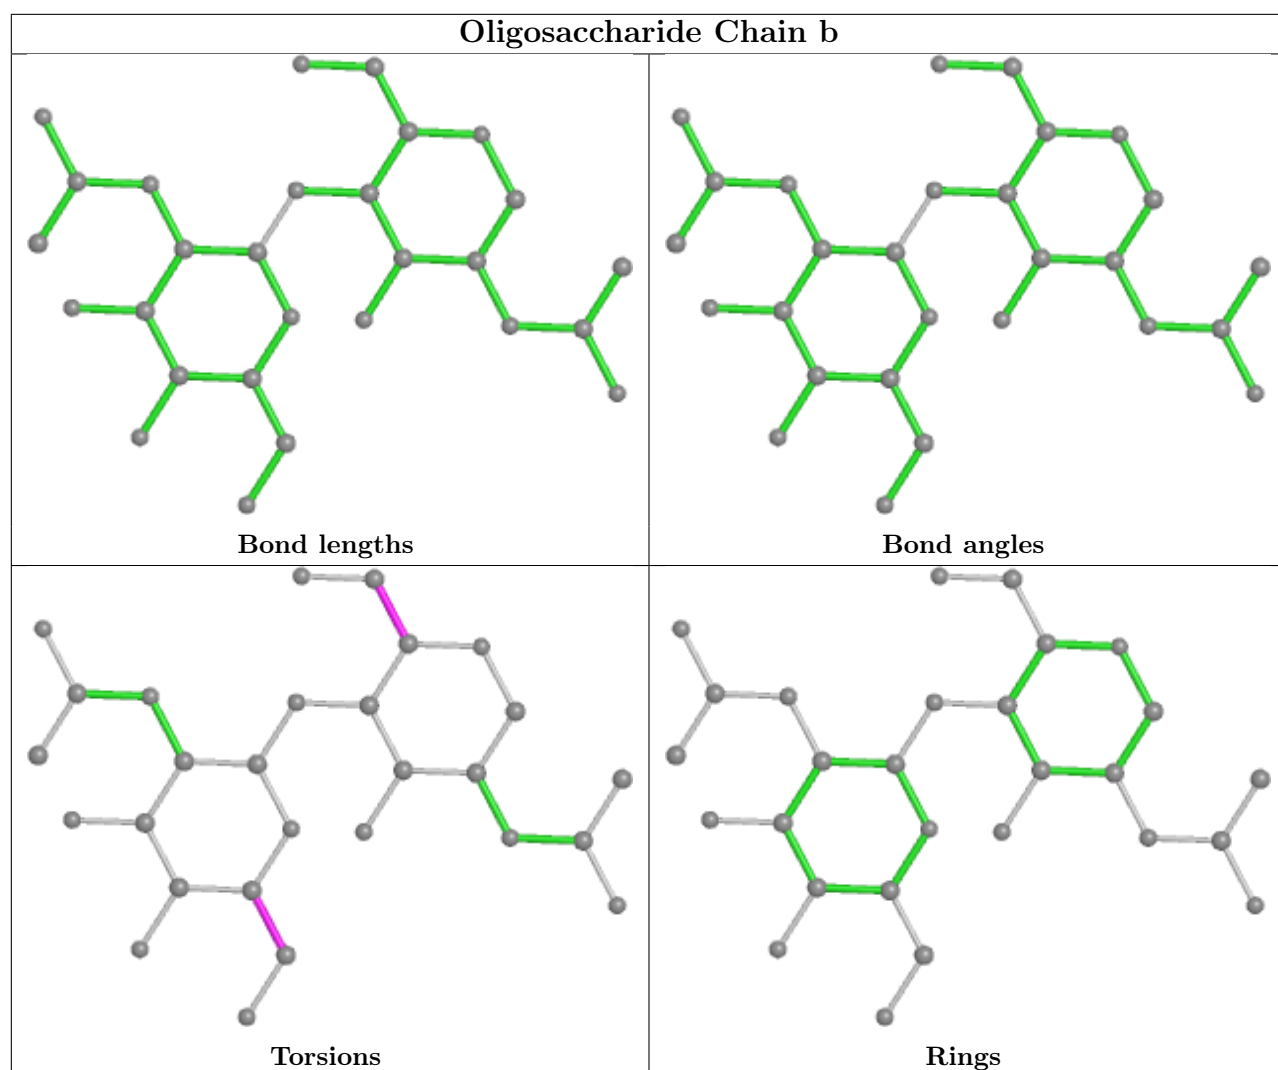 Oligosaccharide Chain b
Bond lengths
Bond angles
Torsions
Rings